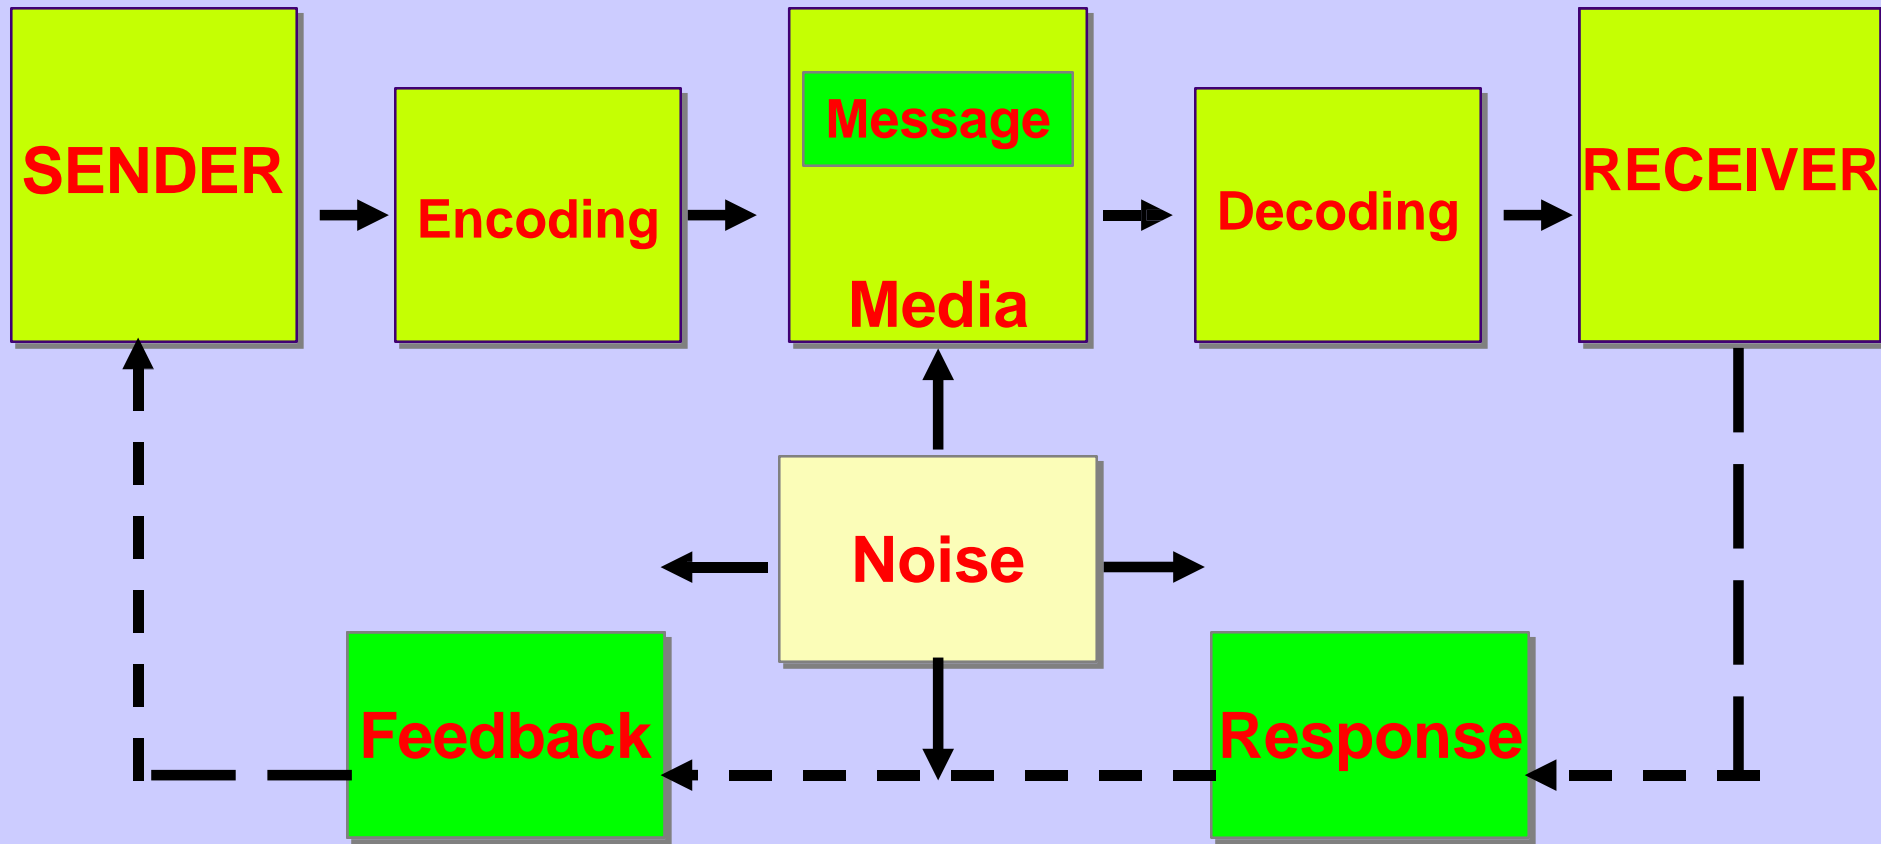 SENDER
Encoding
Message
Media
Decoding
RECEIVER
Noise
Feedback
Response